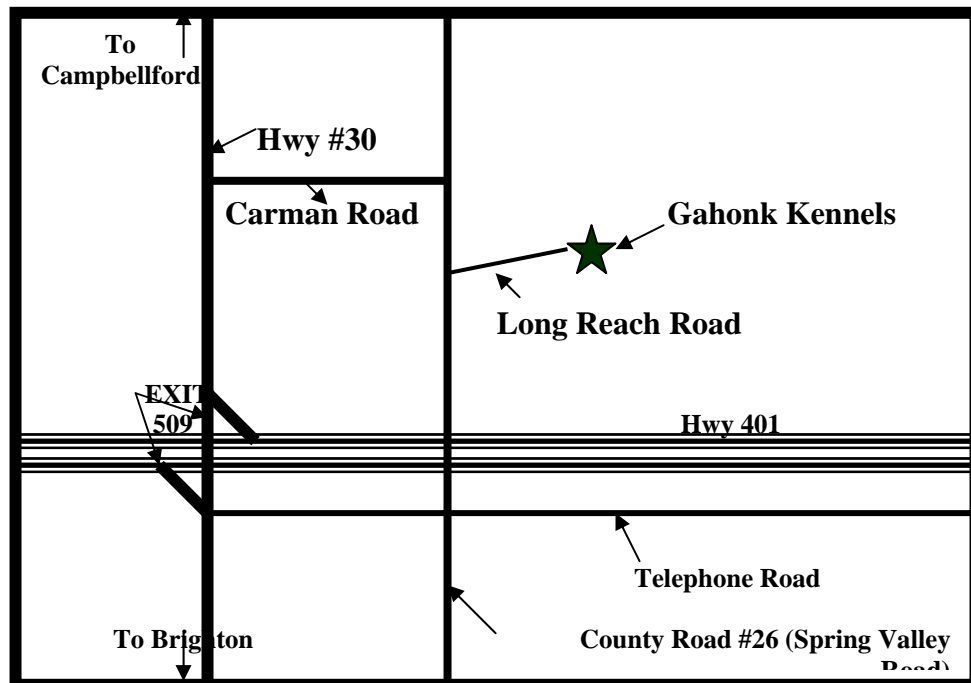 To
Campbellford
Hwy #30
Carman Road
Gahonk Kennels
Long Reach Road
EXIT
509
Hwy 401
Telephone Road
To Brighton
County Road #26 (Spring Valley
Road)